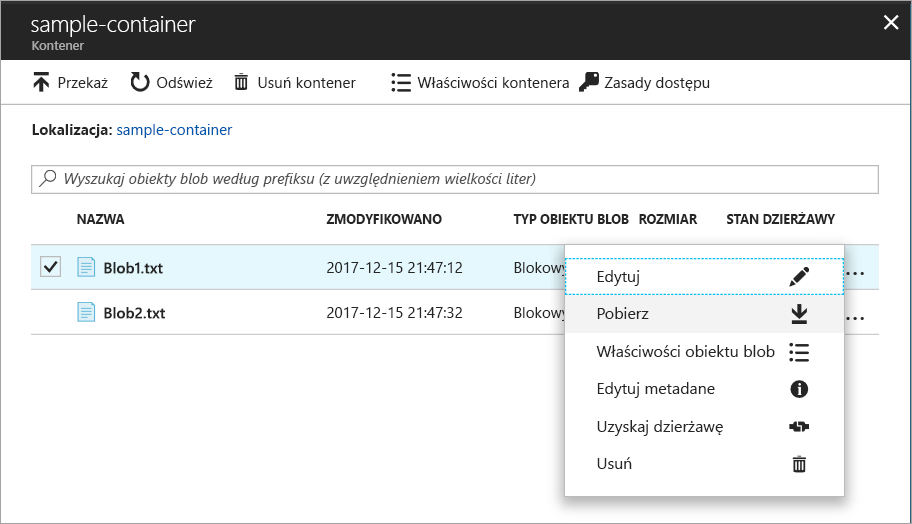 sample-container
Kontener
Przekaż Odśwież Usuń kontener Właściwości kontenera Zasady dostępu
Lokalizacja: sample-container
Wyszukaj obiekty blob według prefiksu (z uwzględnieniem wielkości liter)
NAZWA ZMODYFIKOWANO TYP OBIEKTU BLOB ROZMIAR STAN DZIERŻAWY
Blob1.txt 2017-12-15 21:47:12 Blokowy ...
Blob2.txt 2017-12-15 21:47:32 Blokowy ...
Edytuj
Pobierz
Właściwości obiektu blob
Edytuj metadane
Uzyskaj dzierżawę
Usuń